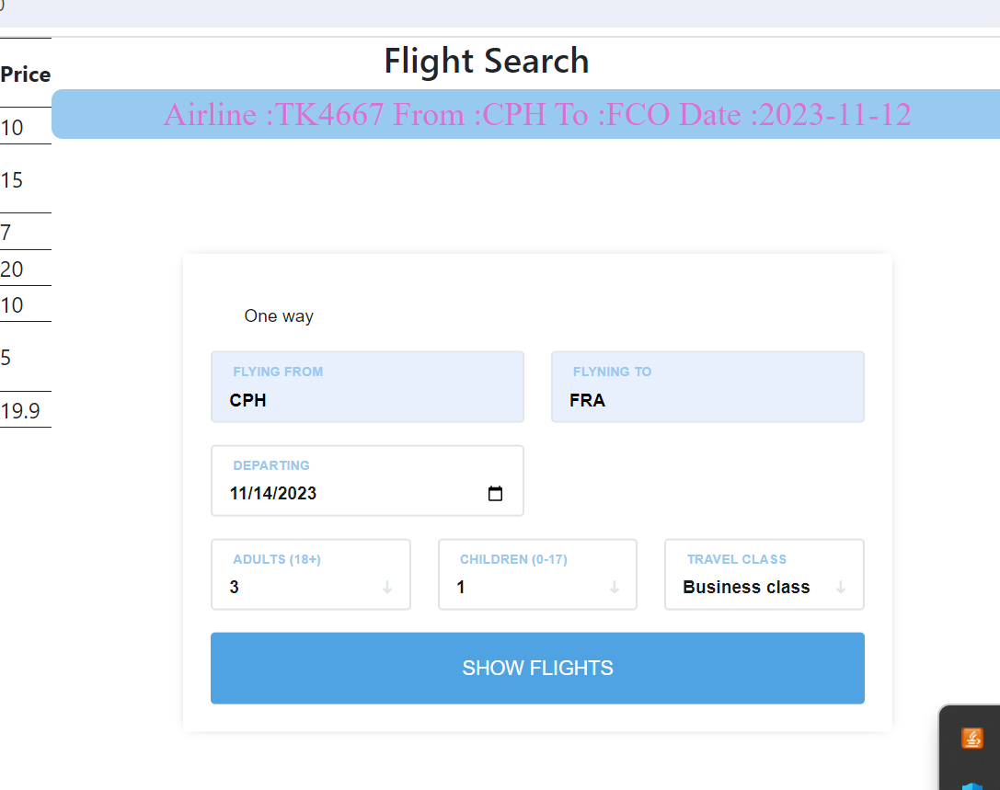 Flight Search
Price
Airline :TK4667 From :CPH To :FCO Date :2023-11-12
10
15
7
20
10
5
19.9
One way
FLYING FROM
CPH
FLYNING TO
FRA
DEPARTING
11/14/2023
ADULTS (18+)
3
CHILDREN (0-17)
1
TRAVEL CLASS
Business class
SHOW FLIGHTS